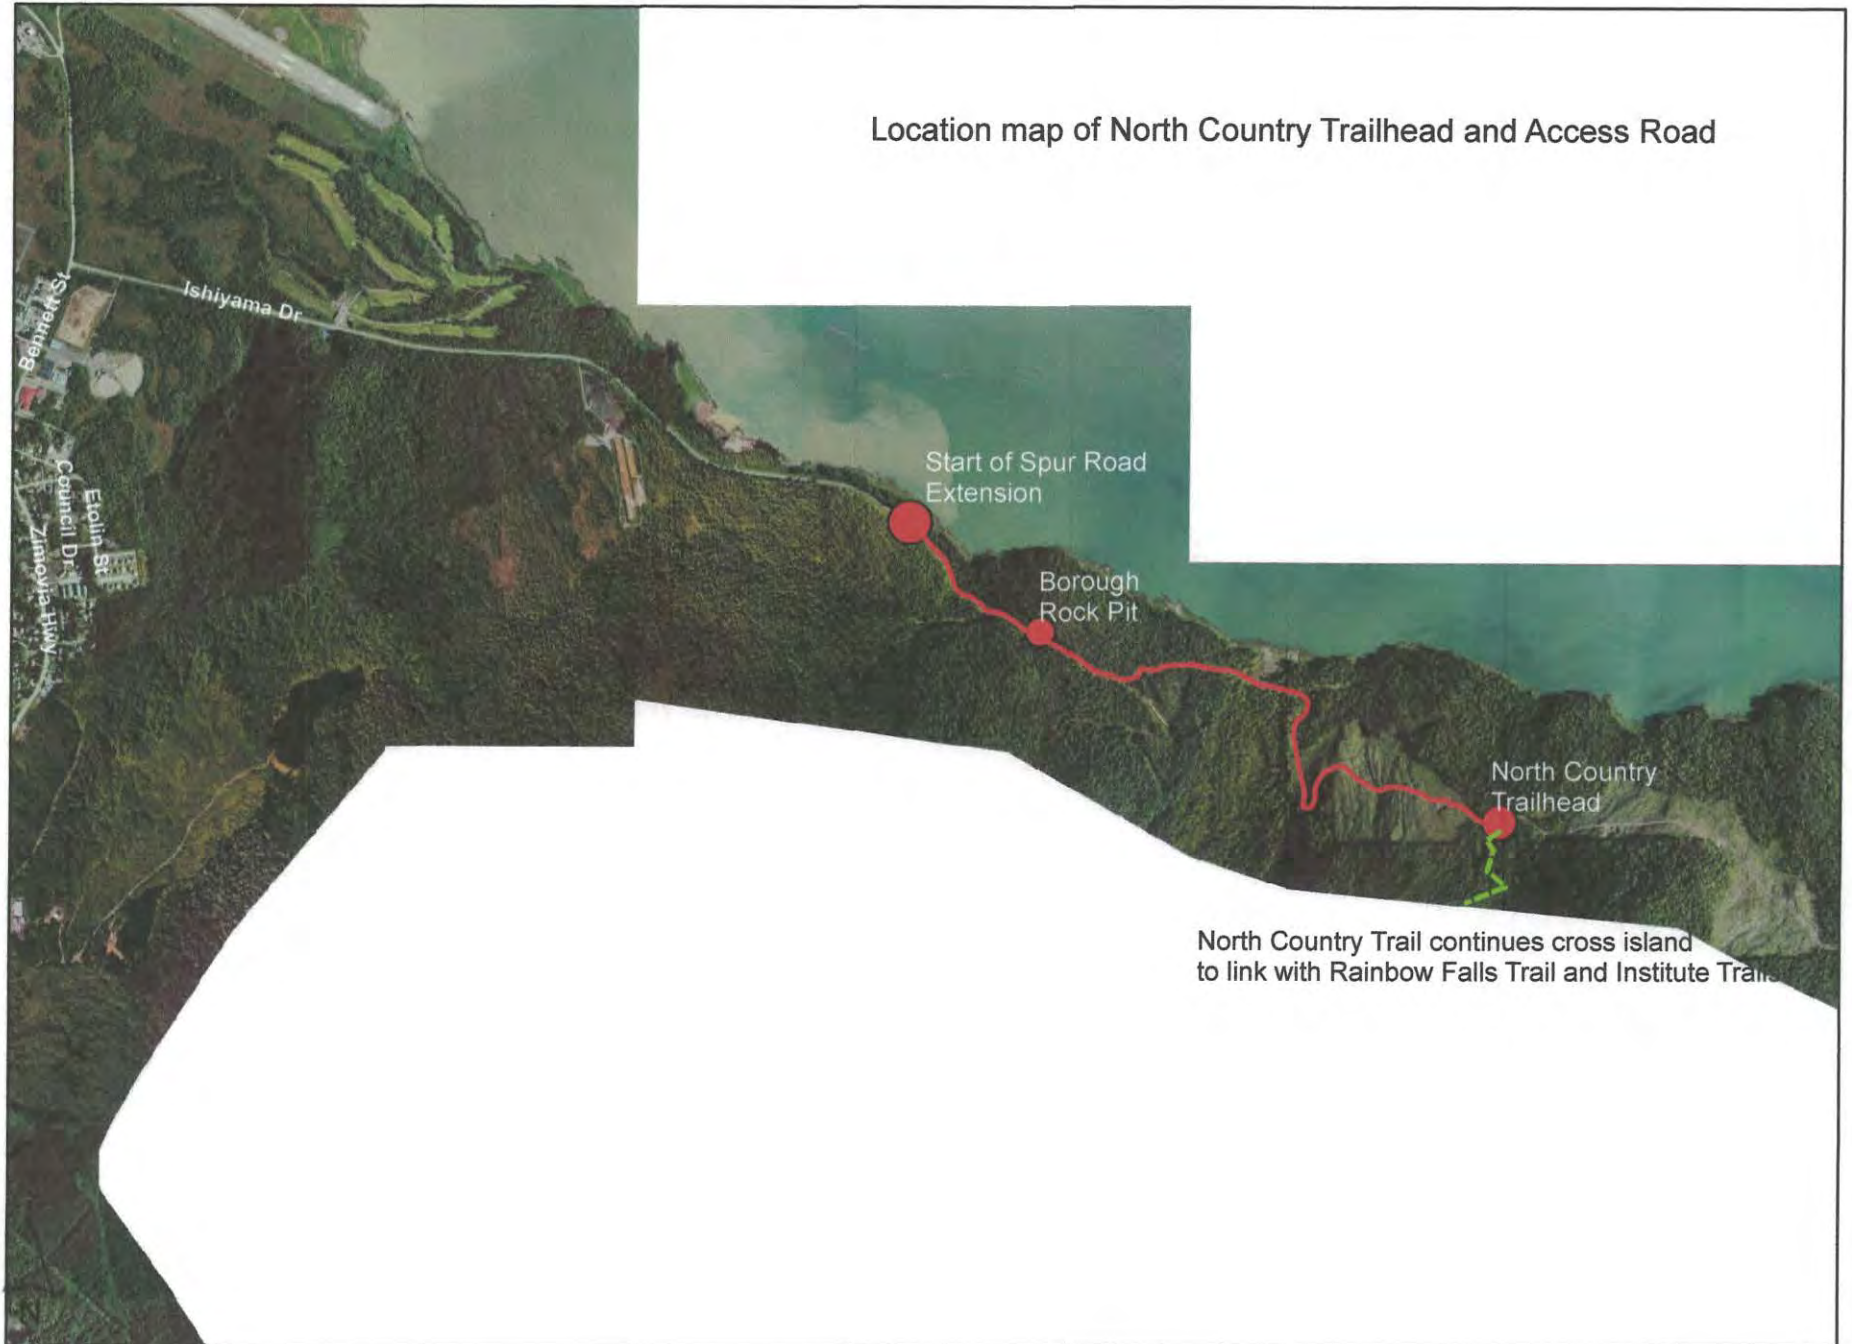 Location map of North Country Trailhead and Access Road
Bennett St
Ishiyama Dr
Start of Spur Road
Extension
Etolin St
Council Dr
Zimovia Hwy
Borough
Rock Pit
North Country
Trailhead
North Country Trail continues cross island
to link with Rainbow Falls Trail and Institute Trails